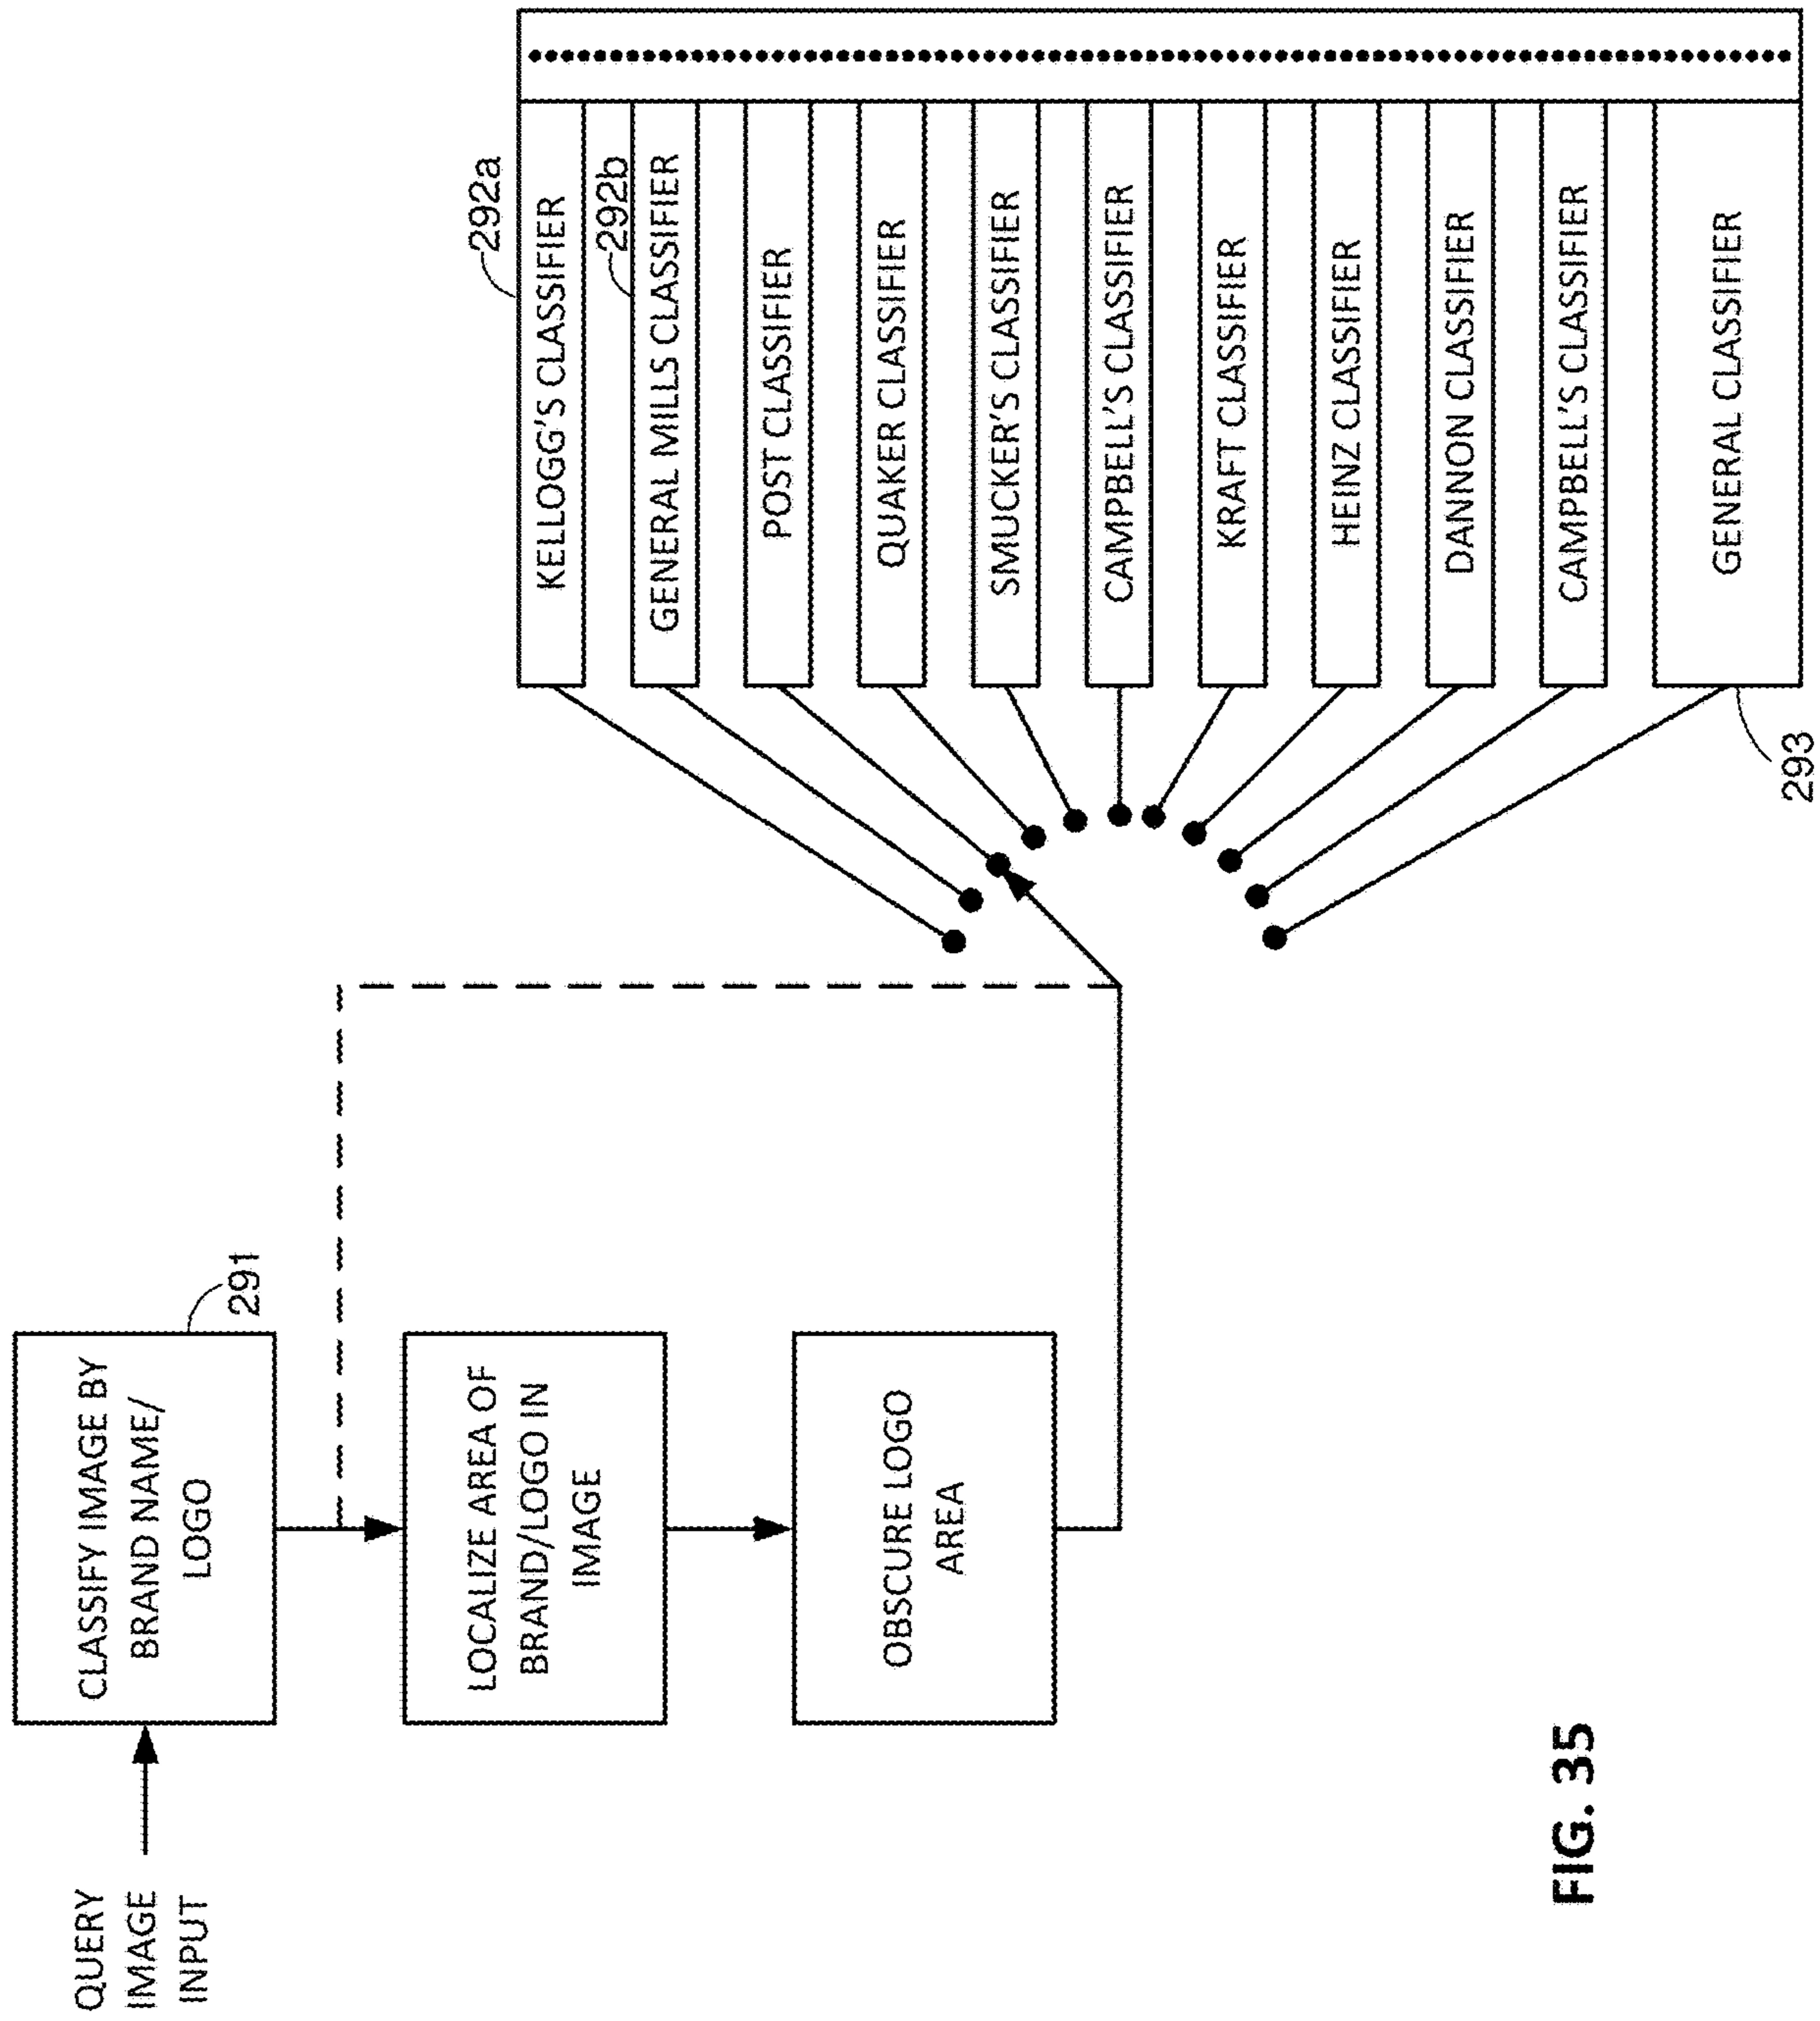 QUERY
IMAGE
INPUT
CLASSIFY IMAGE BY
BRAND NAME/
LOGO
291
LOCALIZE AREA OF
BRAND/LOGO IN
IMAGE
OBSCURE LOGO
AREA
292a
KELLOGG'S CLASSIFIER
292b
GENERAL MILLS CLASSIFIER
POST CLASSIFIER
QUAKER CLASSIFIER
SMUCKER'S CLASSIFIER
CAMPBELL'S CLASSIFIER
KRAFT CLASSIFIER
HEINZ CLASSIFIER
DANNON CLASSIFIER
CAMPBELL'S CLASSIFIER
GENERAL CLASSIFIER
293
FIG. 35